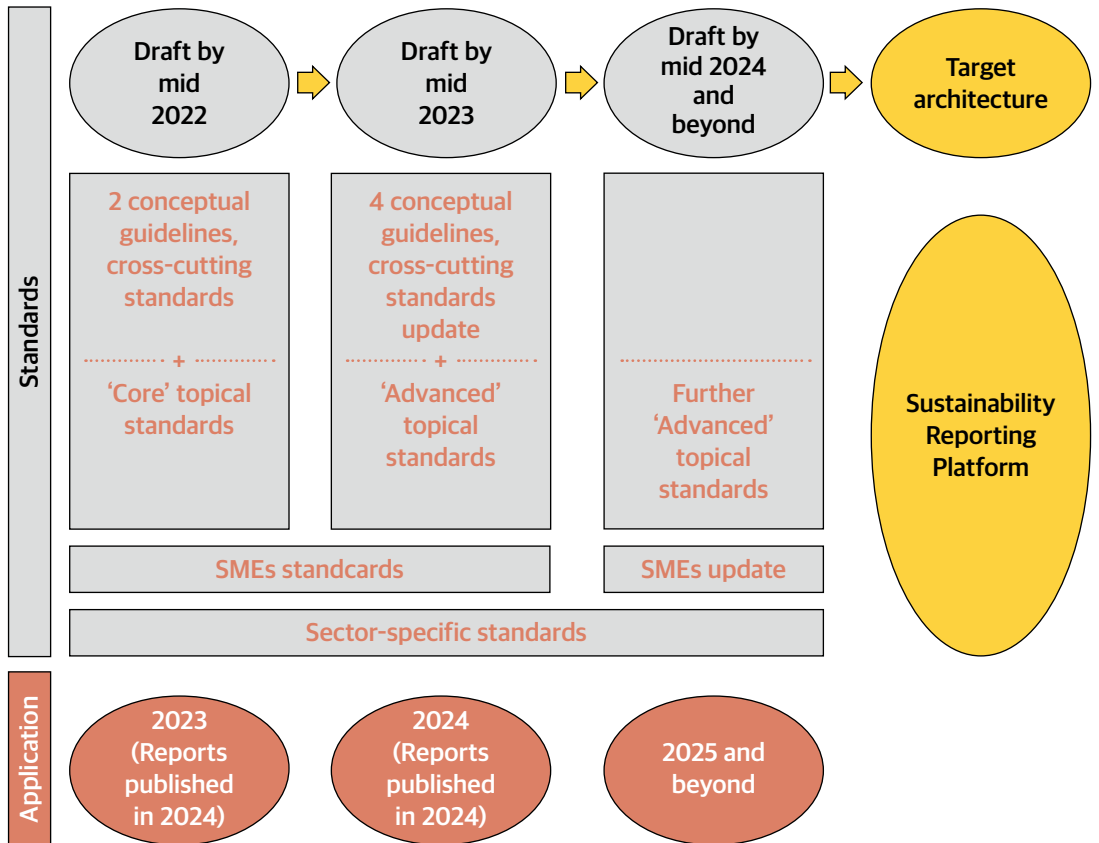 Standards
Draft by
mid
2022
Draft by
mid
2023
Draft by
mid 2024
and
beyond
Target
architecture
2 conceptual
guidelines,
cross-cutting
standards
+
‘Core’ topical
standards
4 conceptual
guidelines,
cross-cutting
standards
update
+
‘Advanced’
topical
standards
Further
‘Advanced’
topical
standards
Sustainability
Reporting
Platform
SMEs standcards
SMEs update
Sector-specific standards
Application
2023
(Reports
published
in 2024)
2024
(Reports
published
in 2024)
2025 and
beyond